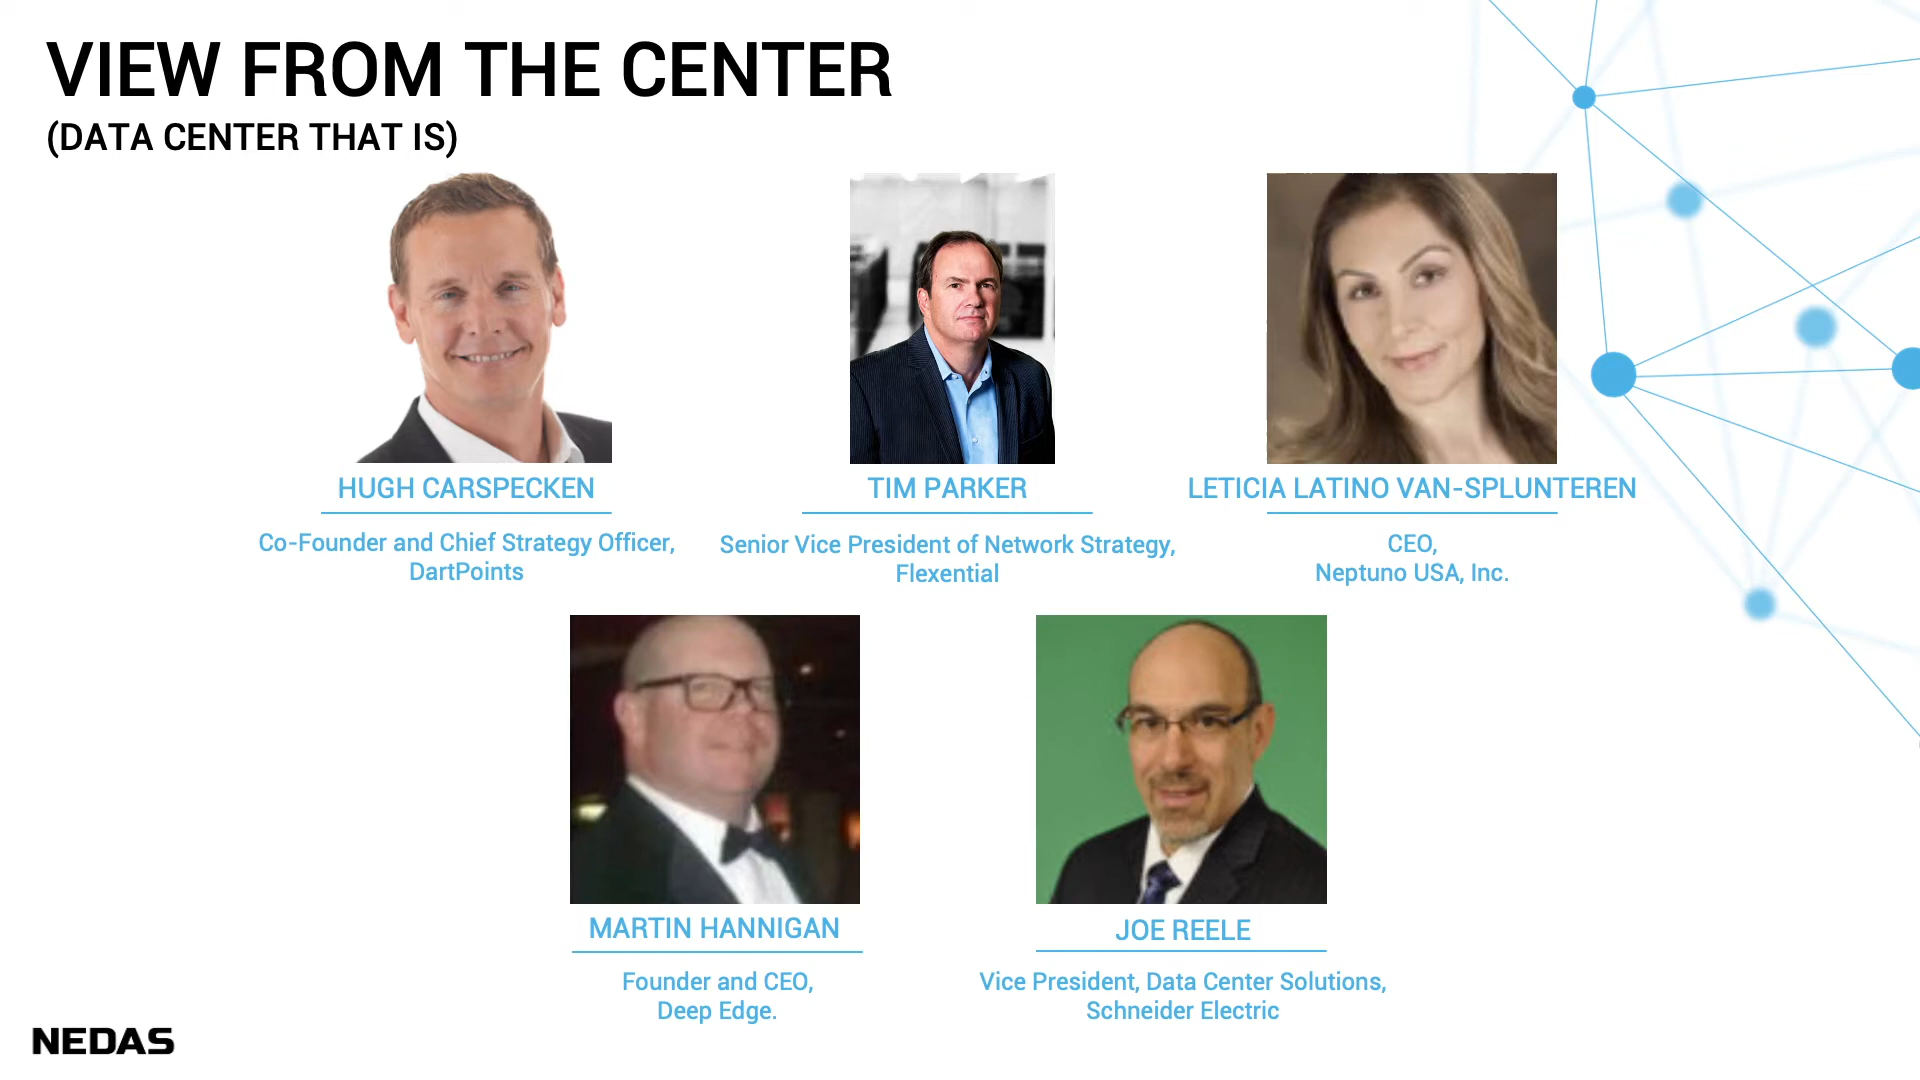 VIEW FROM THE CENTER
(DATA CENTER THAT IS)
HUGH CARSPECKEN
Co-Founder and Chief Strategy Officer,
DartPoints
TIM PARKER
Senior Vice President of Network Strategy,
Flexential
LETICIA LATINO VAN-SPLUNTEREN
CEO,
Neptuno USA, Inc.
MARTIN HANNIGAN
Founder and CEO,
Deep Edge.
JOE REELE
Vice President, Data Center Solutions,
Schneider Electric
NEDAS